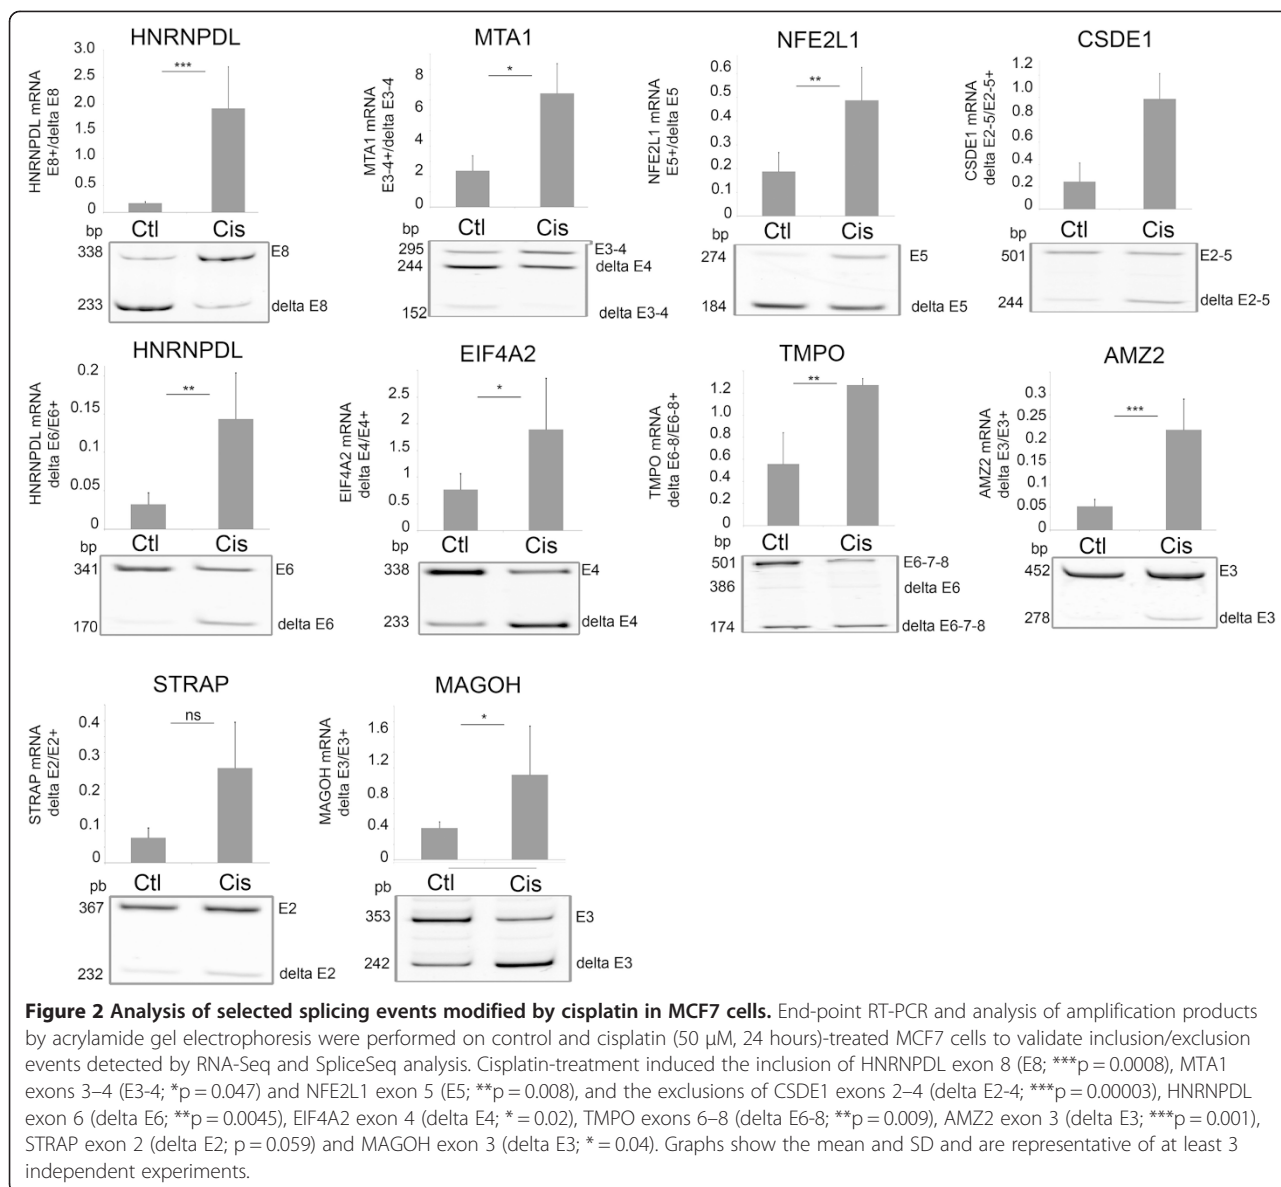 HNRNPDL
HNRNPDL mRNA
E8+/delta E8
3.0
2.5
2.0
1.5
1.0
0.5
0
***
bp
Ctl
Cis
338
233
E8
delta E8
MTA1
MTA1 mRNA
E3-4+/delta E3-4
8
6
4
2
0
*
bp
Ctl
Cis
295
244
152
E3-4
delta E4
delta E3-4
NFE2L1
NFE2L1 mRNA
E5+/delta E5
0.6
0.5
0.4
0.3
0.2
0.1
0
**
bp
Ctl
Cis
274
184
E5
delta E5
CSDE1
CSDE1 mRNA
delta E2-5/E2-5+
1.2
1.0
0.8
0.6
0.4
0.2
0
bp
Ctl
Cis
501
244
E2-5
delta E2-5
HNRNPDL
HNRNPDL mRNA
delta E6/E6+
0.2
0.15
0.1
0.05
0
**
bp
Ctl
Cis
341
170
E6
delta E6
EIF4A2
EIF4A2 mRNA
delta E4/E4+
2.5
2
1.5
1
0.5
0
*
bp
Ctl
Cis
338
233
E4
delta E4
TMPO
TMPO mRNA
delta E6-8/E6-8+
1.2
1.0
0.8
0.6
0.4
0.2
0
**
bp
Ctl
Cis
501
386
174
E6-7-8
delta E6
delta E6-7-8
AMZ2
AMZ2 mRNA
delta E3/E3+
0.3
0.25
0.2
0.15
0.1
0.05
0
***
bp
Ctl
Cis
452
278
E3
delta E3
STRAP
STRAP mRNA
delta E2/E2+
0.4
0.3
0.2
0.1
0
ns
pb
Ctl
Cis
367
232
E2
delta E2
MAGOH
MAGOH mRNA
delta E3/E3+
1.6
1.2
0.8
0.4
0
*
pb
Ctl
Cis
353
242
E3
delta E3
Figure 2 Analysis of selected splicing events modified by cisplatin in MCF7 cells. End-point RT-PCR and analysis of amplification products
by acrylamide gel electrophoresis were performed on control and cisplatin (50 μM, 24 hours)-treated MCF7 cells to validate inclusion/exclusion
events detected by RNA-Seq and SpliceSeq analysis. Cisplatin-treatment induced the inclusion of HNRNPDL exon 8 (E8; ***p = 0.0008), MTA1
exons 3–4 (E3-4; *p = 0.047) and NFE2L1 exon 5 (E5; **p = 0.008), and the exclusions of CSDE1 exons 2–4 (delta E2-4; ***p = 0.00003), HNRNPDL
exon 6 (delta E6; **p = 0.0045), EIF4A2 exon 4 (delta E4; * = 0.02), TMPO exons 6–8 (delta E6-8; **p = 0.009), AMZ2 exon 3 (delta E3; ***p = 0.001),
STRAP exon 2 (delta E2; p = 0.059) and MAGOH exon 3 (delta E3; * = 0.04). Graphs show the mean and SD and are representative of at least 3
independent experiments.